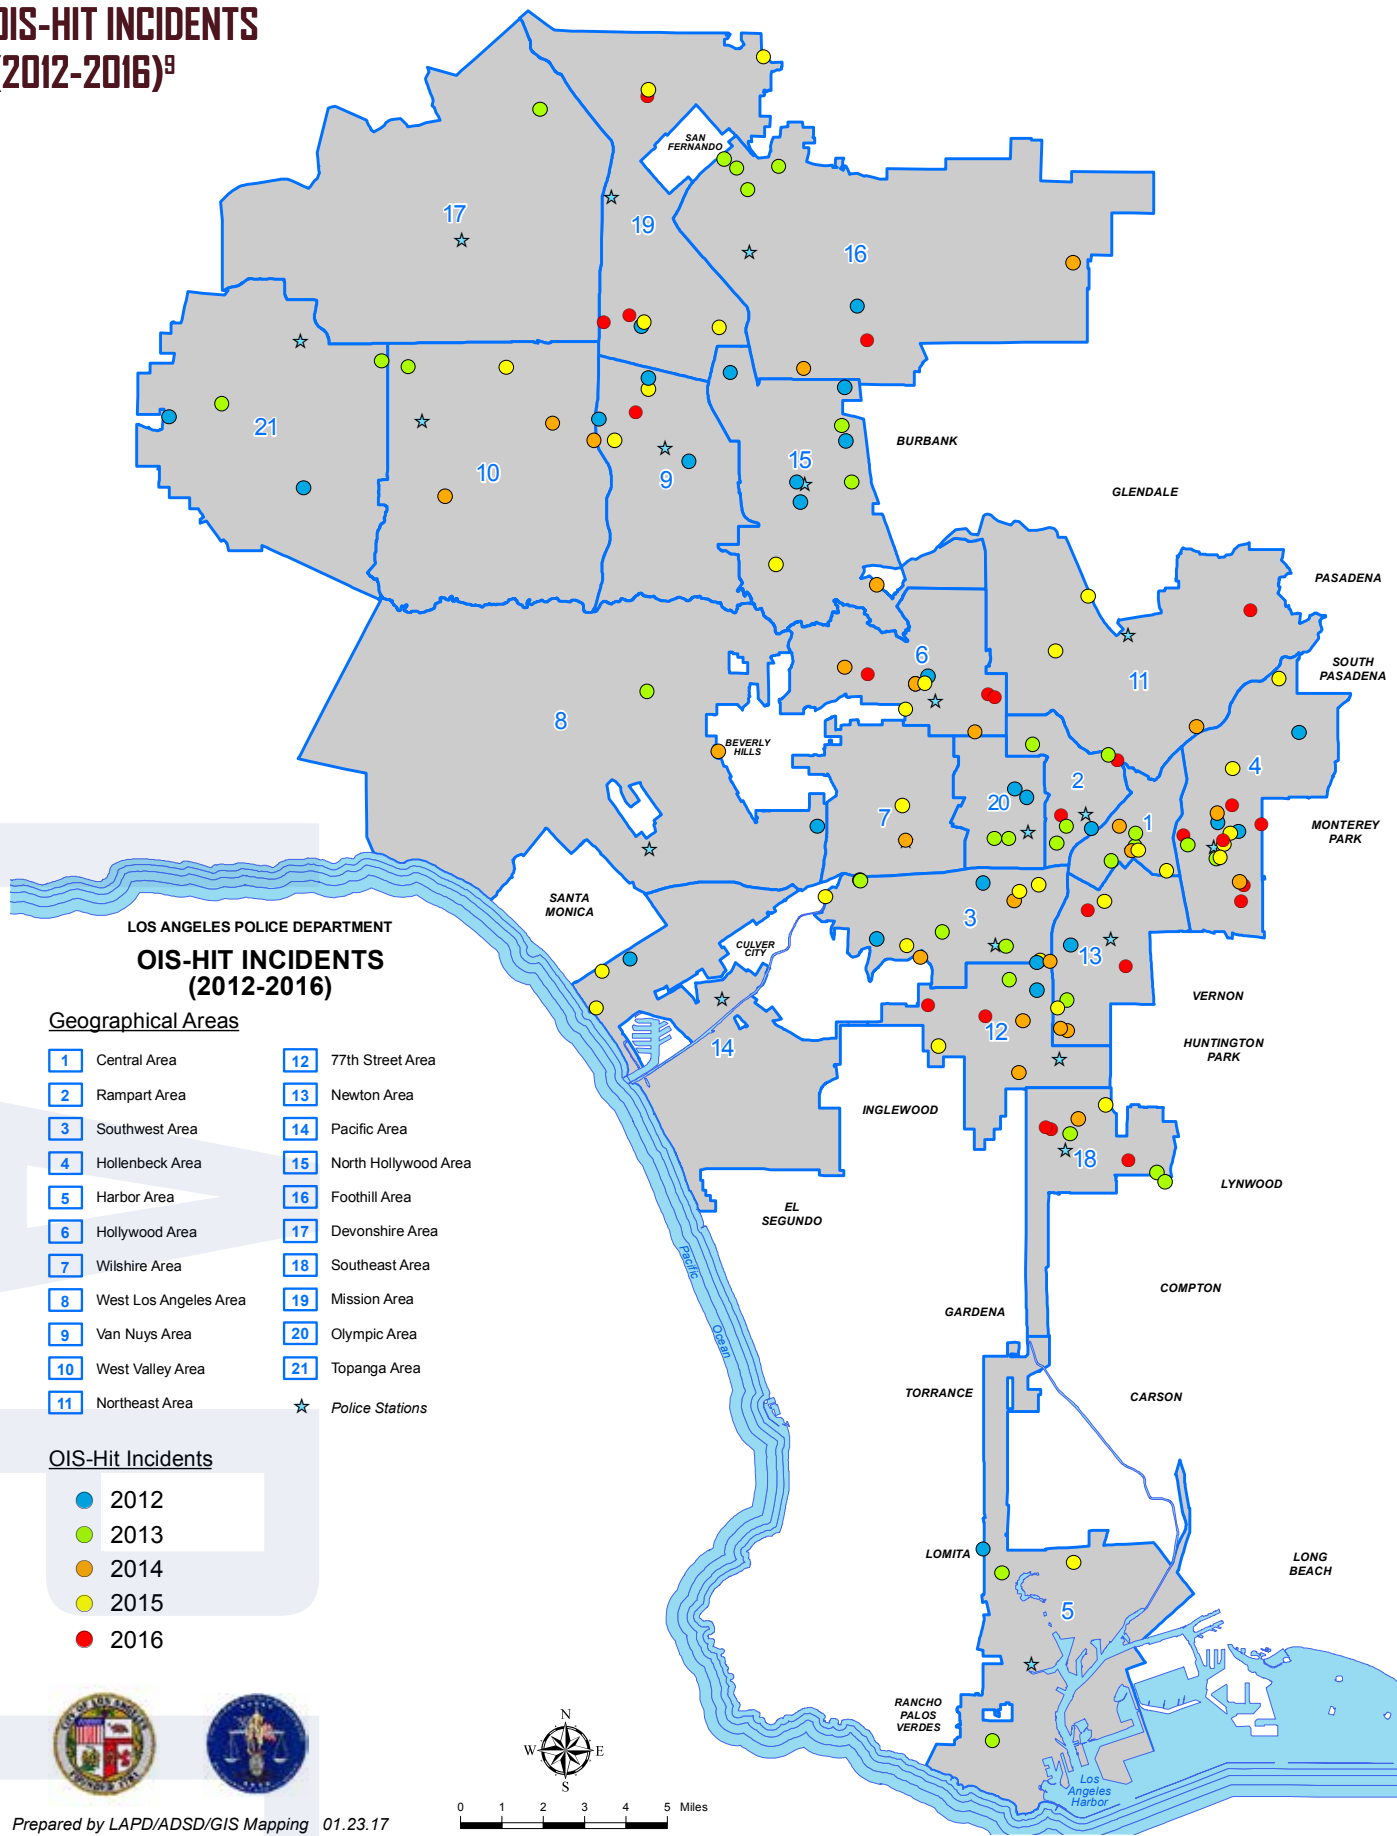 OIS-HIT INCIDENTS
(2012-2016)⁹
SAN
FERNANDO
17
19
16
21
10
9
15
BURBANK
GLENDALE
PASADENA
SOUTH
PASADENA
6
11
8
BEVERLY
HILLS
2
4
20
7
1
MONTEREY
PARK
SANTA
MONICA
3
CULVER
CITY
13
VERNON
12
14
HUNTINGTON
PARK
INGLEWOOD
18
LYNWOOD
EL
SEGUNDO
Pacific
Ocean
COMPTON
GARDENA
TORRANCE
CARSON
LOMITA
LONG
BEACH
5
RANCHO
PALOS
VERDES
Los
Angeles
Harbor
LOS ANGELES POLICE DEPARTMENT
OIS-HIT INCIDENTS
(2012-2016)
Geographical Areas
1 Central Area
2 Rampart Area
3 Southwest Area
4 Hollenbeck Area
5 Harbor Area
6 Hollywood Area
7 Wilshire Area
8 West Los Angeles Area
9 Van Nuys Area
10 West Valley Area
11 Northeast Area
12 77th Street Area
13 Newton Area
14 Pacific Area
15 North Hollywood Area
16 Foothill Area
17 Devonshire Area
18 Southeast Area
19 Mission Area
20 Olympic Area
21 Topanga Area
Police Stations
OIS-Hit Incidents
2012
2013
2014
2015
2016
CITY OF LOS ANGELES
FOUNDED 1781
N
W E
S
0 1 2 3 4 5 Miles
Prepared by LAPD/ADSD/GIS Mapping 01.23.17